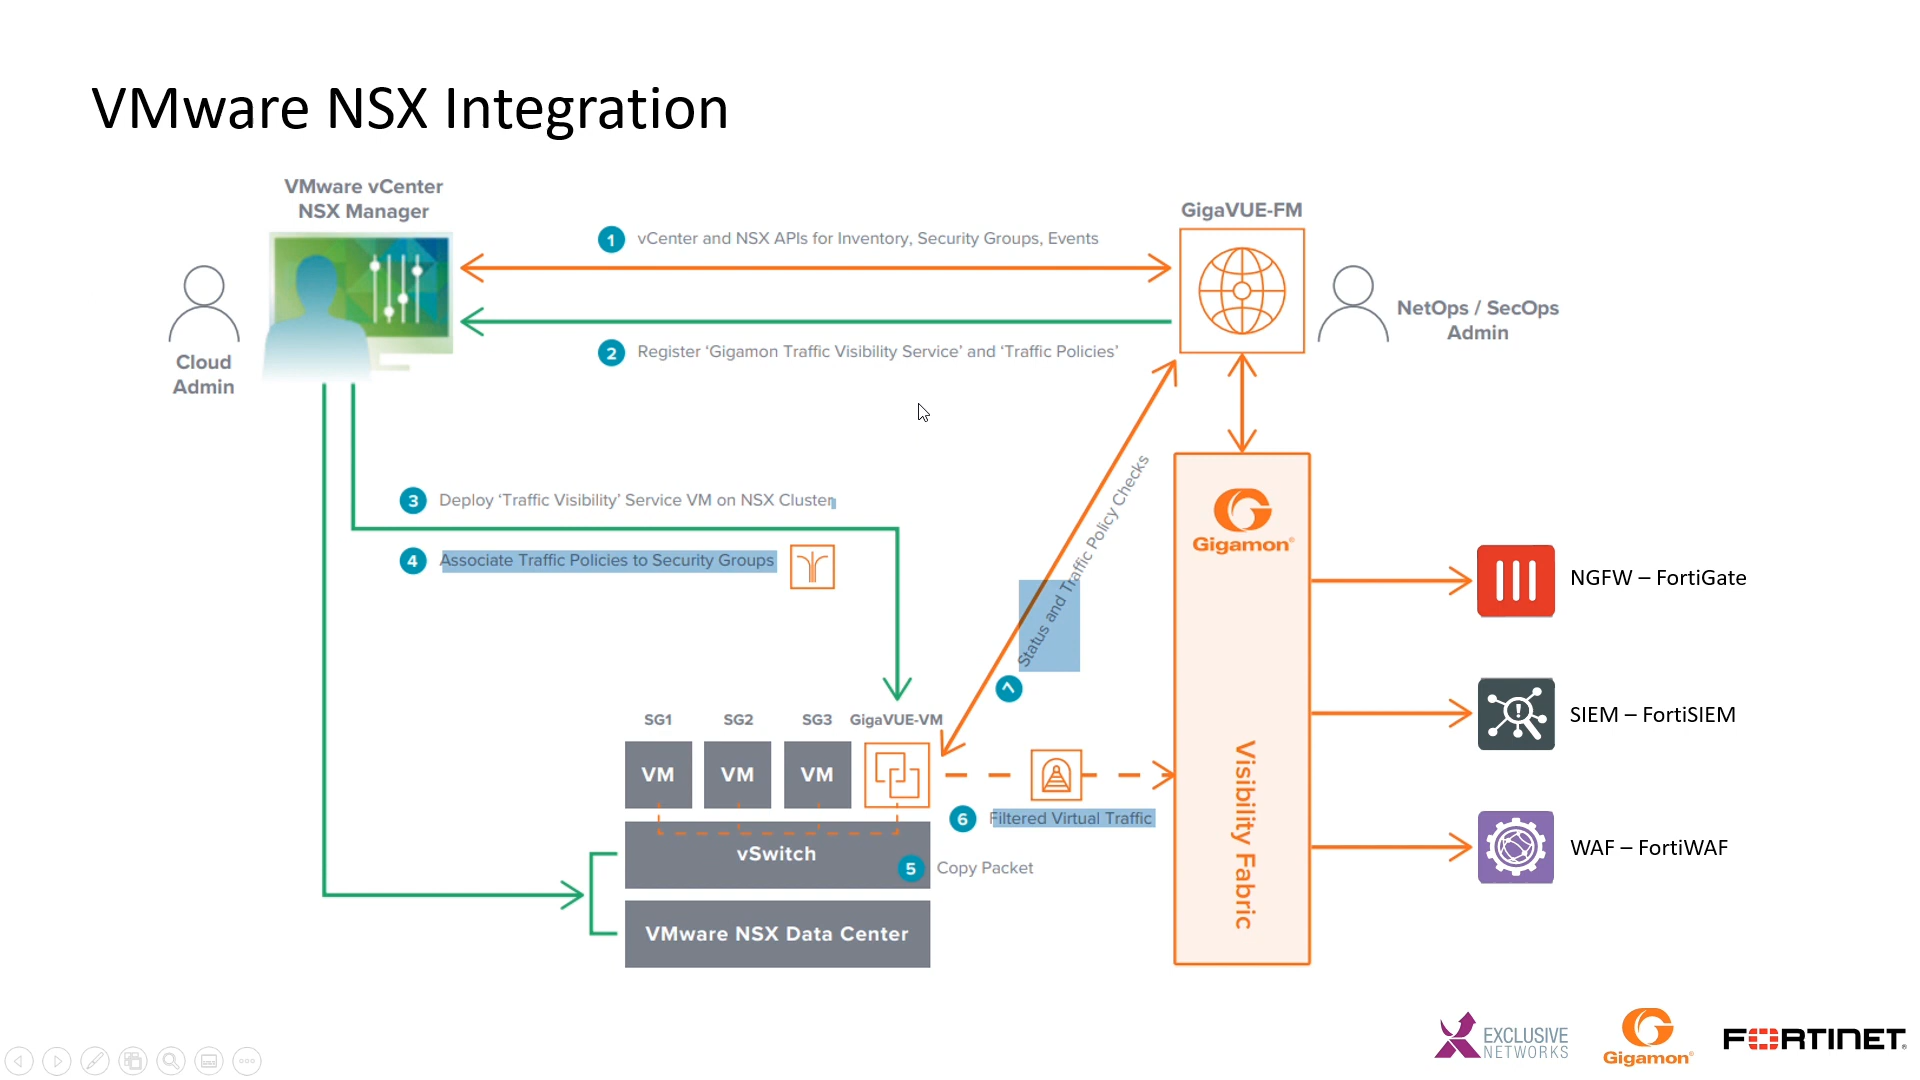 VMware NSX Integration
VMware vCenter
NSX Manager
Cloud
Admin
1 vCenter and NSX APIs for Inventory, Security Groups, Events
2 Register ‘Gigamon Traffic Visibility Service’ and ‘Traffic Policies’
GigaVUE-FM
NetOps / SecOps
Admin
3 Deploy ‘Traffic Visibility’ Service VM on NSX Cluster
4 Associate Traffic Policies to Security Groups
7 Status and Traffic Policy Checks
SG1 SG2 SG3 GigaVUE-VM
VM VM VM
6 Filtered Virtual Traffic
vSwitch
5 Copy Packet
VMware NSX Data Center
Gigamon®
Visibility Fabric
NGFW – FortiGate
SIEM – FortiSIEM
WAF – FortiWAF
EXCLUSIVE
NETWORKS
Gigamon®
FORTINET®